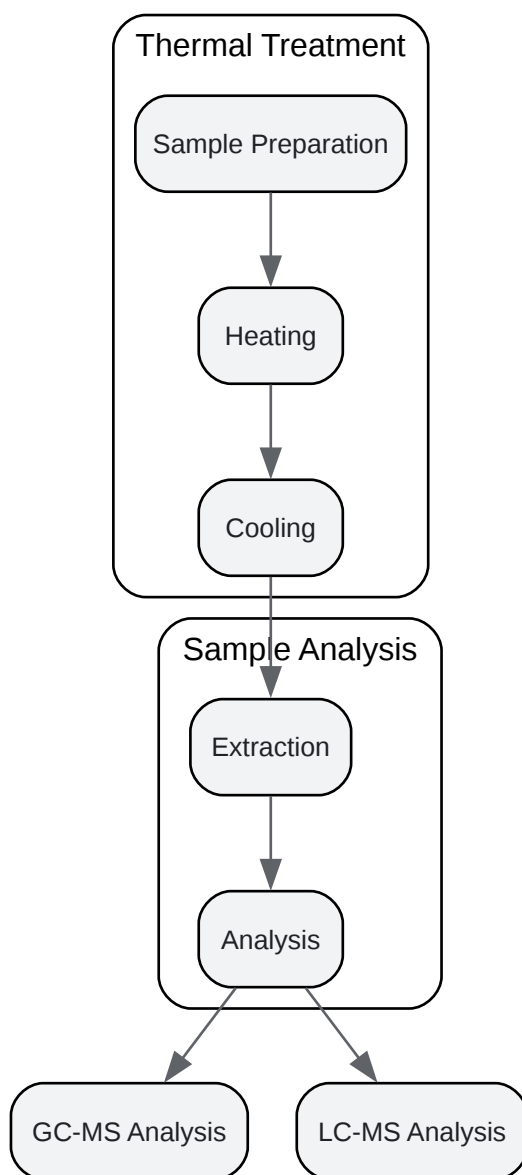 Thermal Treatment
Sample Preparation
Heating
Cooling
Sample Analysis
Extraction
Analysis
GC-MS Analysis
LC-MS Analysis